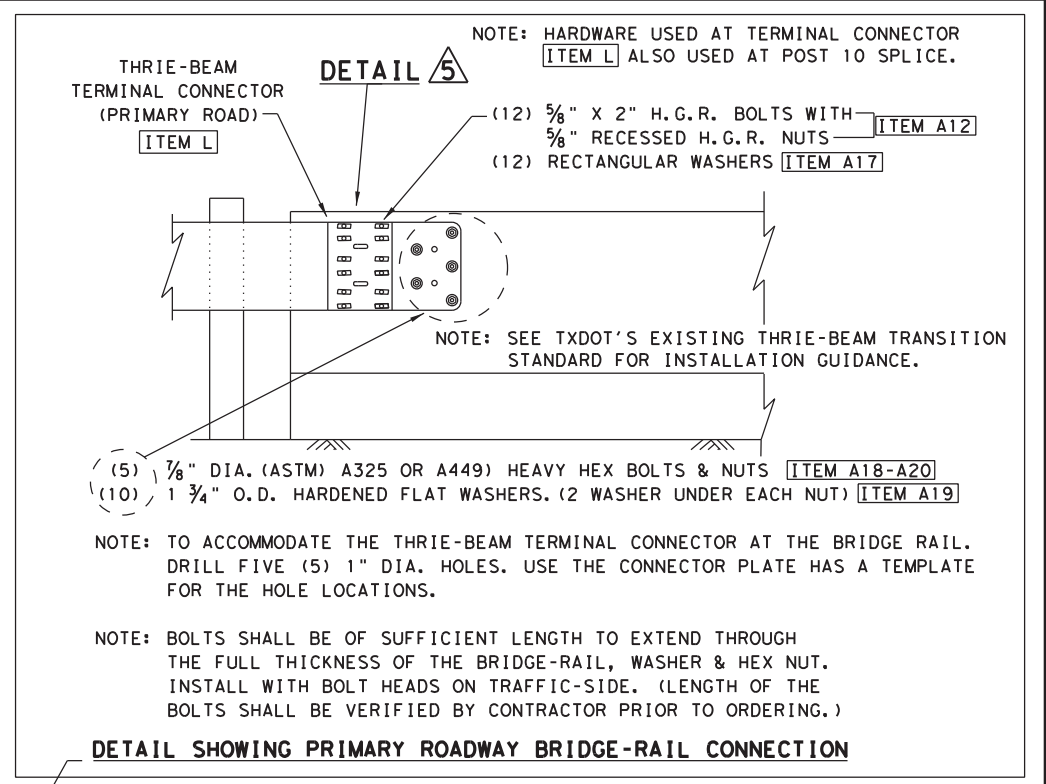 NOTE: HARDWARE USED AT TERMINAL CONNECTOR
ITEM L ALSO USED AT POST 10 SPLICE.
THRIE-BEAM
TERMINAL CONNECTOR
(PRIMARY ROAD)
ITEM L
DETAIL 5
(12) 5/8" X 2" H.G.R. BOLTS WITH
5/8" RECESSED H.G.R. NUTS
ITEM A12
(12) RECTANGULAR WASHERS ITEM A17
NOTE: SEE TXDOT'S EXISTING THRIE-BEAM TRANSITION
STANDARD FOR INSTALLATION GUIDANCE.
(5) 7/8" DIA.(ASTM) A325 OR A449) HEAVY HEX BOLTS & NUTS ITEM A18-A20
(10) 1 3/4" O.D. HARDENED FLAT WASHERS.(2 WASHER UNDER EACH NUT) ITEM A19
NOTE: TO ACCOMMODATE THE THRIE-BEAM TERMINAL CONNECTOR AT THE BRIDGE RAIL.
DRILL FIVE (5) 1" DIA. HOLES. USE THE CONNECTOR PLATE HAS A TEMPLATE
FOR THE HOLE LOCATIONS.
NOTE: BOLTS SHALL BE OF SUFFICIENT LENGTH TO EXTEND THROUGH
THE FULL THICKNESS OF THE BRIDGE-RAIL, WASHER & HEX NUT.
INSTALL WITH BOLT HEADS ON TRAFFIC-SIDE. (LENGTH OF THE
BOLTS SHALL BE VERIFIED BY CONTRACTOR PRIOR TO ORDERING.)
DETAIL SHOWING PRIMARY ROADWAY BRIDGE-RAIL CONNECTION